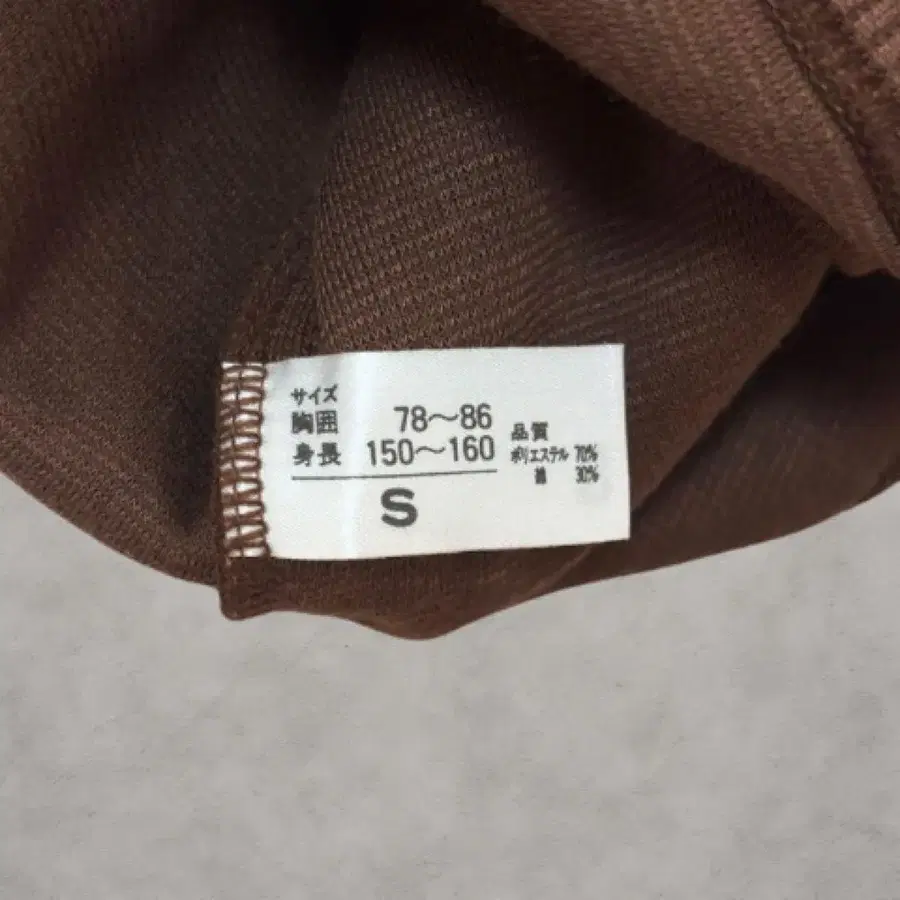 サイズ
胸囲 78～86
身長 150～160
S
品質
ポリエステル 70%
綿 30%